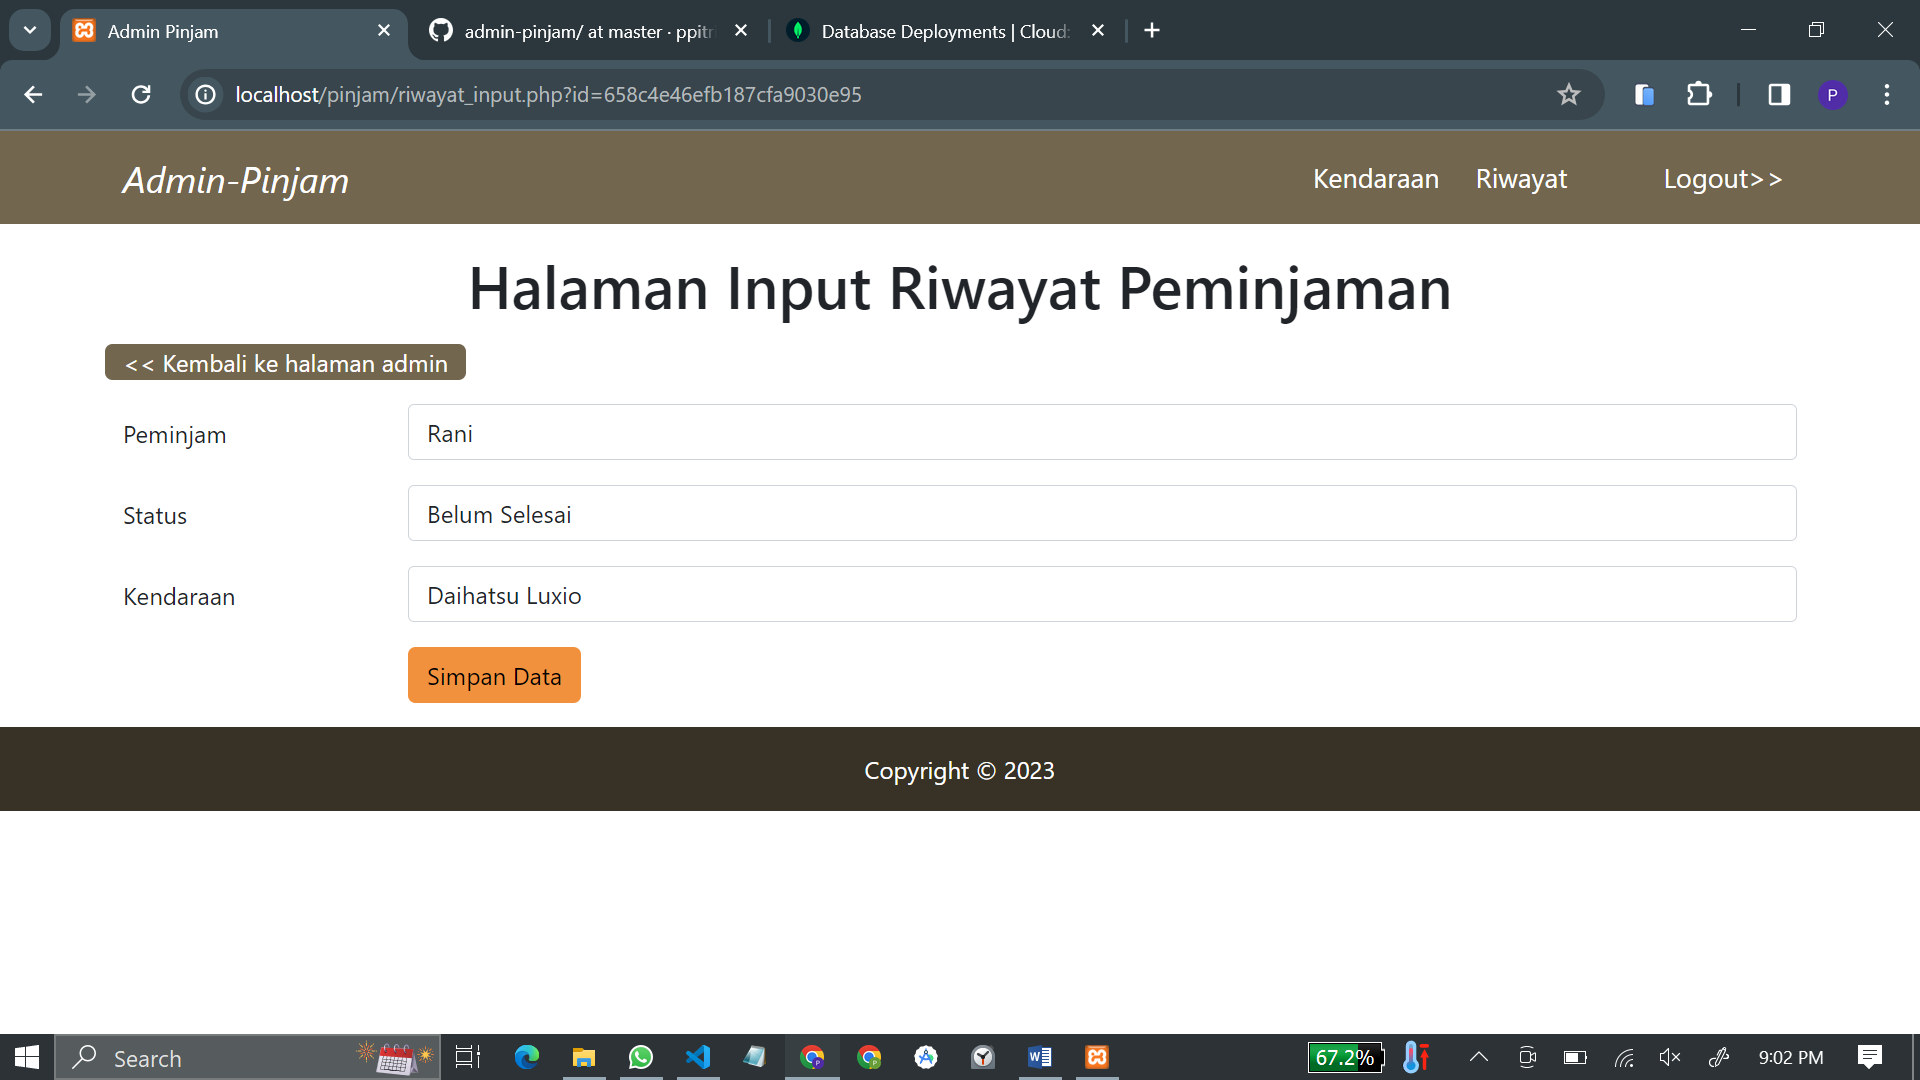 Admin Pinjam
admin-pinjam/ at master · ppitr
Database Deployments | Cloud:
localhost/pinjam/riwayat_input.php?id=658c4e46efb187cfa9030e95
P
Admin-Pinjam
Kendaraan
Riwayat
Logout>>
Halaman Input Riwayat Peminjaman
<< Kembali ke halaman admin
Peminjam
Rani
Status
Belum Selesai
Kendaraan
Daihatsu Luxio
Simpan Data
Copyright © 2023
Search
67.2%
9:02 PM